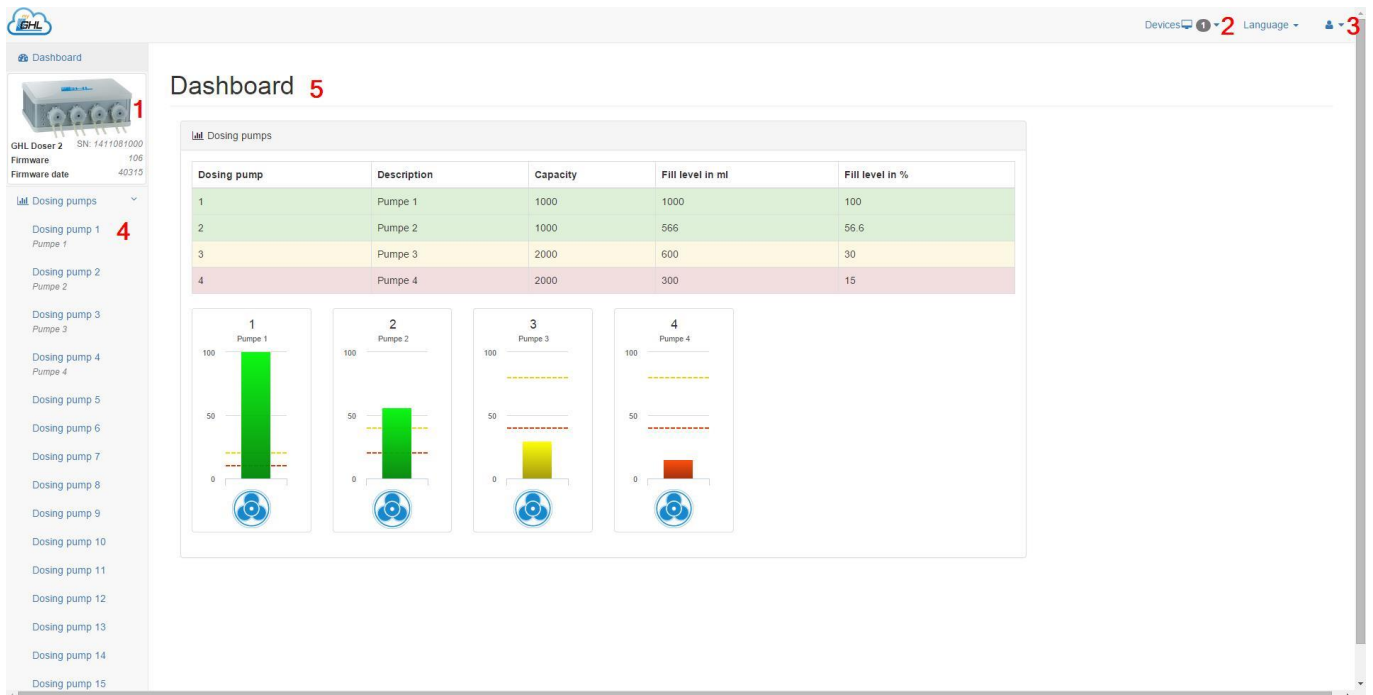 GHL
Devices 1 2 Language 3
Dashboard
GHL
1
GHL Doser 2 SN: 1411081000
Firmware 106
Firmware date 40315
Dosing pumps
Dosing pump 1 4
Pumpe 1
Dosing pump 2
Pumpe 2
Dosing pump 3
Pumpe 3
Dosing pump 4
Pumpe 4
Dosing pump 5
Dosing pump 6
Dosing pump 7
Dosing pump 8
Dosing pump 9
Dosing pump 10
Dosing pump 11
Dosing pump 12
Dosing pump 13
Dosing pump 14
Dosing pump 15
Dashboard 5
Dosing pumps
Dosing pump Description Capacity Fill level in ml Fill level in %
1 Pumpe 1 1000 1000 100
2 Pumpe 2 1000 566 56.6
3 Pumpe 3 2000 600 30
4 Pumpe 4 2000 300 15
1
Pumpe 1
100
50
0
2
Pumpe 2
100
50
0
3
Pumpe 3
100
50
0
4
Pumpe 4
100
50
0